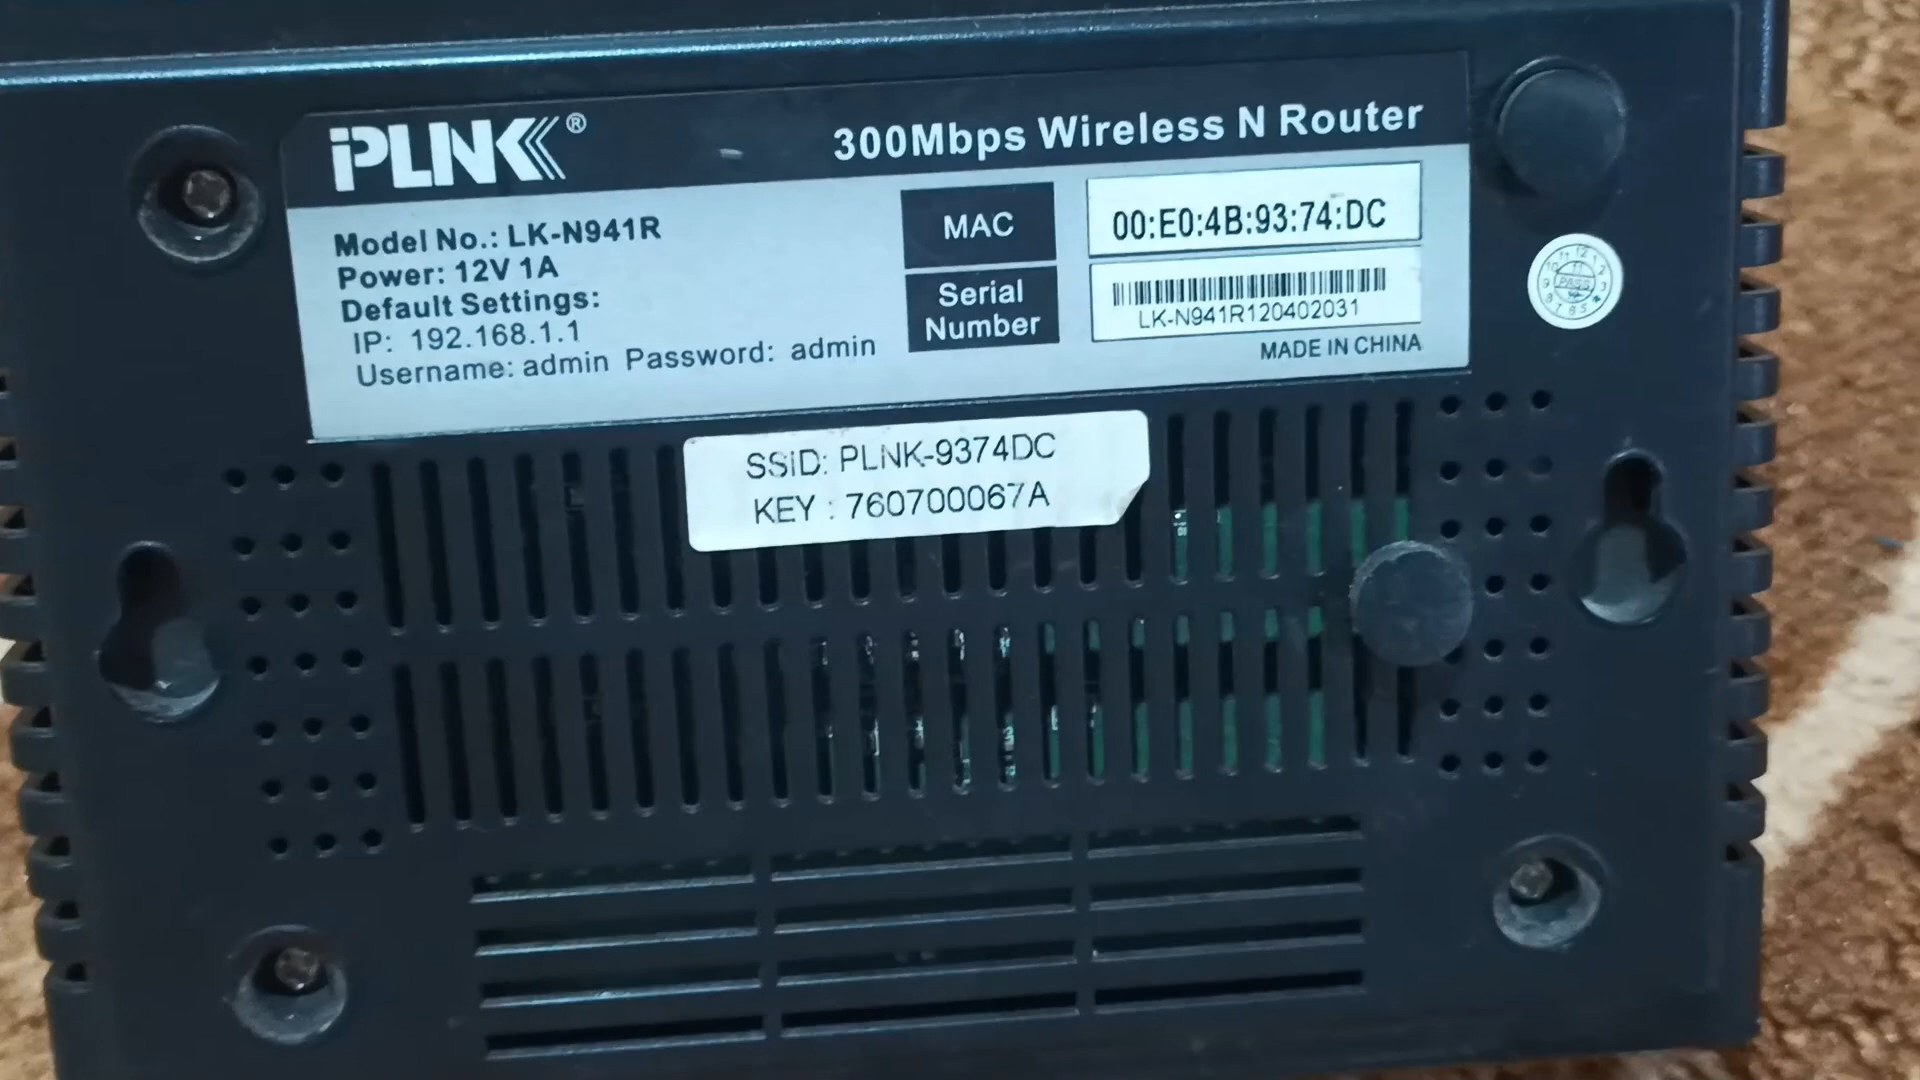 PLNK®
300Mbps Wireless N Router
Model No.: LK-N941R
Power: 12V 1A
Default Settings:
IP: 192.168.1.1
Username: admin Password: admin
MAC
00:E0:4B:93:74:DC
Serial
Number
LK-N941R120402031
MADE IN CHINA
PASS
SSID: PLNK-9374DC
KEY : 760700067A